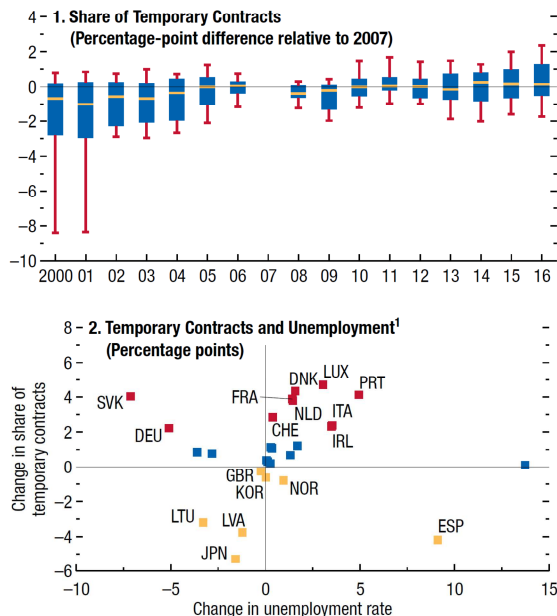 1. Share of Temporary Contracts
(Percentage-point difference relative to 2007)
4
2
0
−2
−4
−6
−8
−10
2000 01 02 03 04 05 06 07 08 09 10 11 12 13 14 15 16
2. Temporary Contracts and Unemployment¹
(Percentage points)
Change in share of
temporary contracts
8
6
4
2
0
−2
−4
−6
DNK
LUX
PRT
FRA
SVK
NLD
ITA
CHE
DEU
IRL
GBR
KOR
NOR
LTU
LVA
ESP
JPN
−10 −5 0 5 10 15
Change in unemployment rate